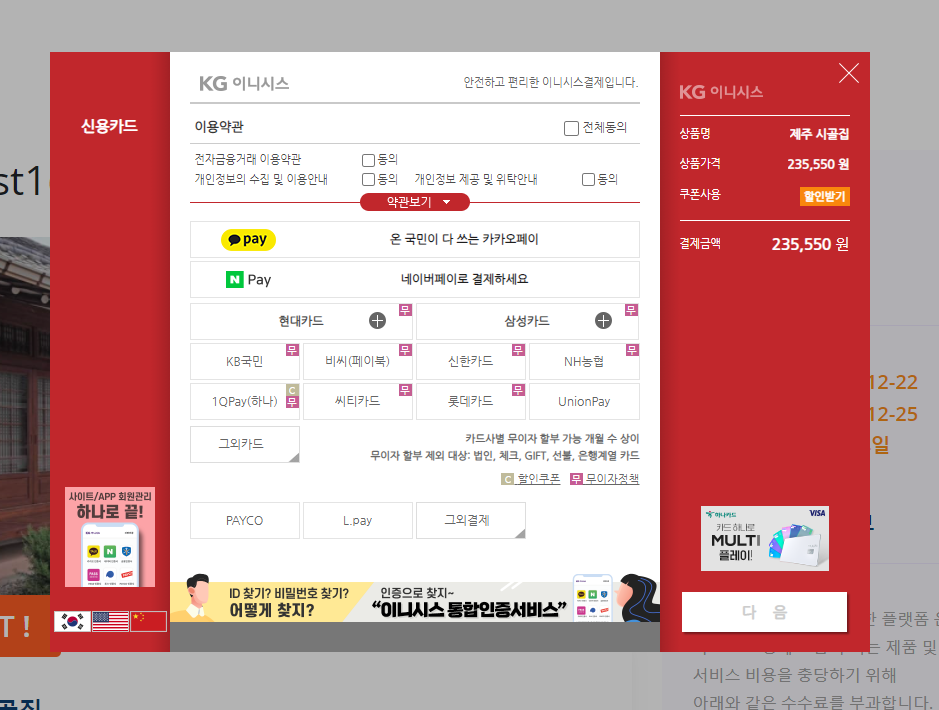 신용카드
KG 이니시스
안전하고 편리한 이니시스결제입니다.
이용약관
전체동의
전자금융거래 이용약관 동의
개인정보의 수집 및 이용안내 동의 개인정보 제공 및 위탁안내 동의
약관보기
pay 온 국민이 다 쓰는 카카오페이
N Pay 네이버페이로 결제하세요
현대카드 무 삼성카드 무
KB국민 무 비씨(페이북) 무 신한카드 무 NH농협 무
1QPay(하나) C 무 씨티카드 무 롯데카드 무 UnionPay
그외카드
카드사별 무이자 할부 가능 개월 수 상이
무이자 할부 제외 대상: 법인, 체크, GIFT, 선불, 은행계열 카드
C 할인쿠폰 무 무이자정책
PAYCO L.pay 그외결제
ID 찾기? 비밀번호 찾기?
어떻게 찾지?
인증으로 찾지~
“이니시스 통합인증서비스”
사이트/APP 회원관리
하나로 끝!
KG 이니시스
상품명 제주 시골집
상품가격 235,550 원
쿠폰사용 할인받기
결제금액 235,550 원
하나카드 VISA
카드 하나로
MULTI
플레이!
다 음
st1
12-22
12-25
일
T !
한 플랫폼 운
는 제품 및
서비스 비용을 충당하기 위해
아래와 같은 수수료를 부과합니다.